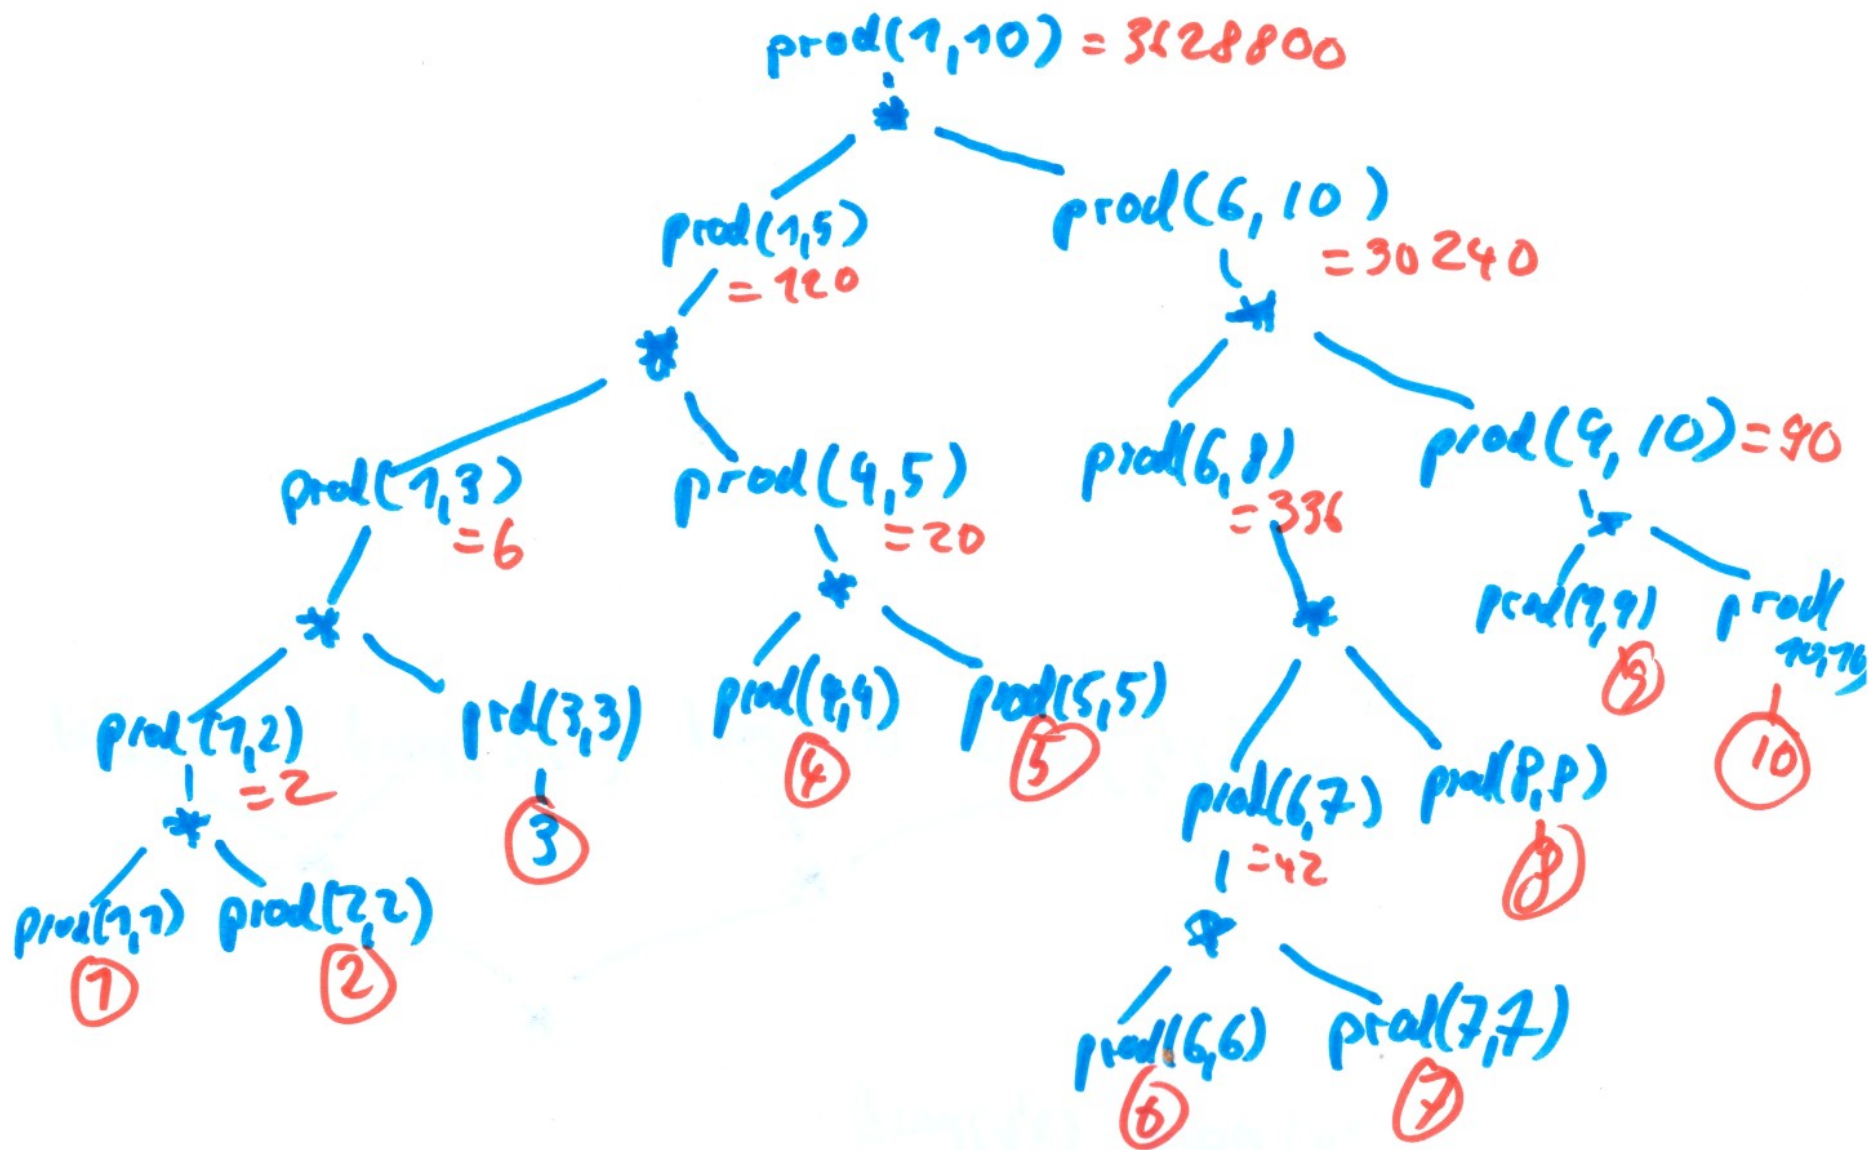 prod(1,10) = 3628800
*
prod(1,5)
= 120
prod(6,10)
= 30240
*
*
prod(1,3)
= 6
prod(4,5)
= 20
prod(6,8)
= 336
prod(9,10) = 90
*
*
*
*
prod(1,2)
= 2
prod(3,3)
3
prod(4,4)
4
prod(5,5)
5
prod(6,7)
= 42
prod(8,8)
8
prod(9,9)
9
prod
10,10
10
*
*
prod(1,1)
1
prod(2,2)
2
prod(6,6)
6
prod(7,7)
7